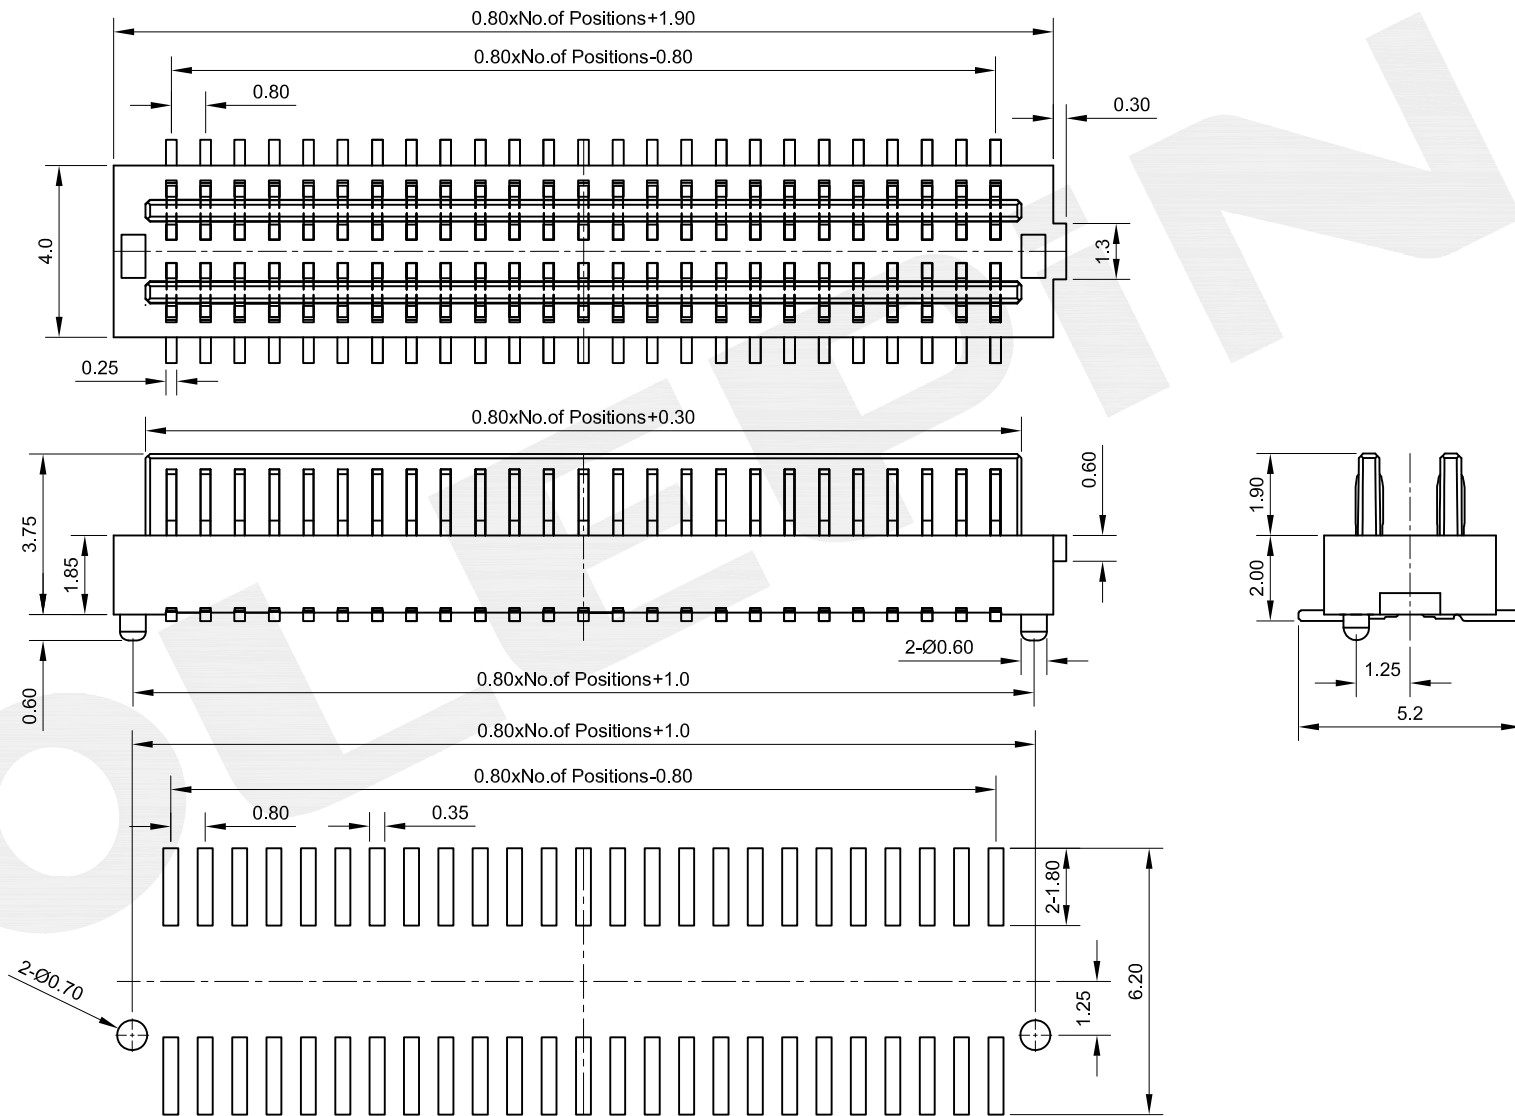 0.80xNo.of Positions+1.90
0.80xNo.of Positions-0.80
0.80
0.30
4.0
1.3
0.25
0.80xNo.of Positions+0.30
0.60
3.75
1.85
1.90
2.00
2-Ø0.60
0.60
0.80xNo.of Positions+1.0
1.25
5.2
0.80xNo.of Positions+1.0
0.80xNo.of Positions-0.80
0.80
0.35
2-1.80
6.20
1.25
2-Ø0.70
OLEPiN